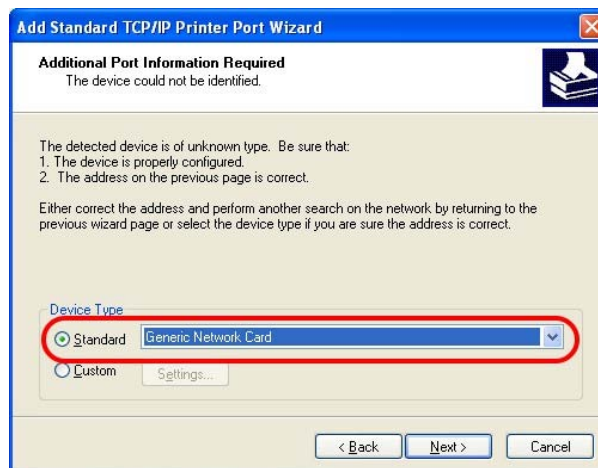 Add Standard TCP/IP Printer Port Wizard
Additional Port Information Required
The device could not be identified.
The detected device is of unknown type. Be sure that:
1. The device is properly configured.
2. The address on the previous page is correct.
Either correct the address and perform another search on the network by returning to the
previous wizard page or select the device type if you are sure the address is correct.
Device Type
Standard Generic Network Card
Custom Settings...
< Back Next > Cancel